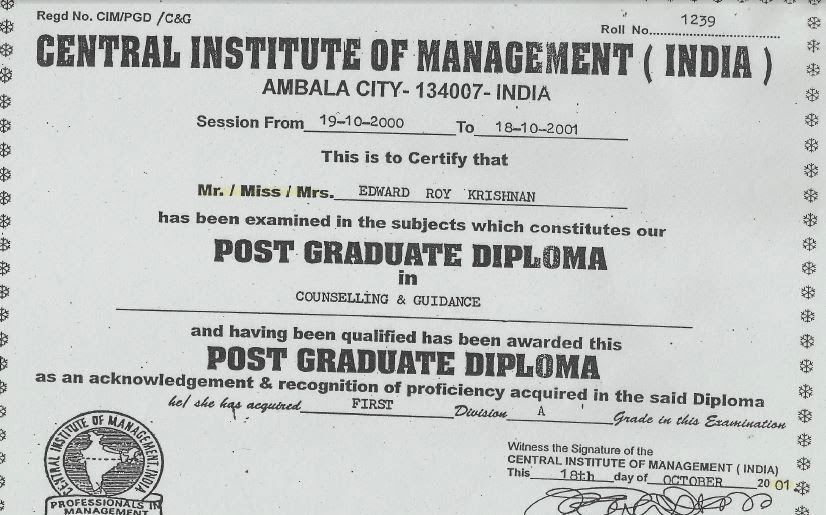 Regd No. CIM/PGD /C&G
Roll No. 1239
CENTRAL INSTITUTE OF MANAGEMENT ( INDIA )
AMBALA CITY- 134007- INDIA
Session From 19-10-2000 To 18-10-2001
This is to Certify that
Mr. / Miss / Mrs. EDWARD ROY KRISHNAN
has been examined in the subjects which constitutes our
POST GRADUATE DIPLOMA
in
COUNSELLING & GUIDANCE
and having been qualified has been awarded this
POST GRADUATE DIPLOMA
as an acknowledgement & recognition of proficiency acquired in the said Diploma
he/ she has acquired FIRST Division A Grade in this Examination
CENTRAL INSTITUTE OF MANAGEMENT, INDIA
PROFESSIONALS IN
MANAGEMENT
Witness the Signature of the
CENTRAL INSTITUTE OF MANAGEMENT ( INDIA)
This 18th day of OCTOBER 2001.